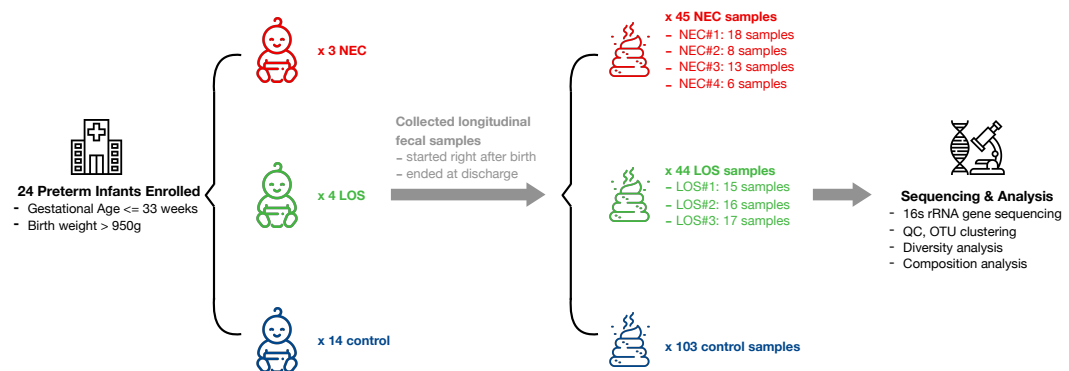 24 Preterm Infants Enrolled
- Gestational Age <= 33 weeks
- Birth weight > 950g
x 3 NEC
x 4 LOS
x 14 control
Collected longitudinal
fecal samples
– started right after birth
– ended at discharge
x 45 NEC samples
– NEC#1: 18 samples
– NEC#2: 8 samples
– NEC#3: 13 samples
– NEC#4: 6 samples
x 44 LOS samples
– LOS#1: 15 samples
– LOS#2: 16 samples
– LOS#3: 17 samples
x 103 control samples
Sequencing & Analysis
- 16s rRNA gene sequencing
- QC, OTU clustering
- Diversity analysis
- Composition analysis